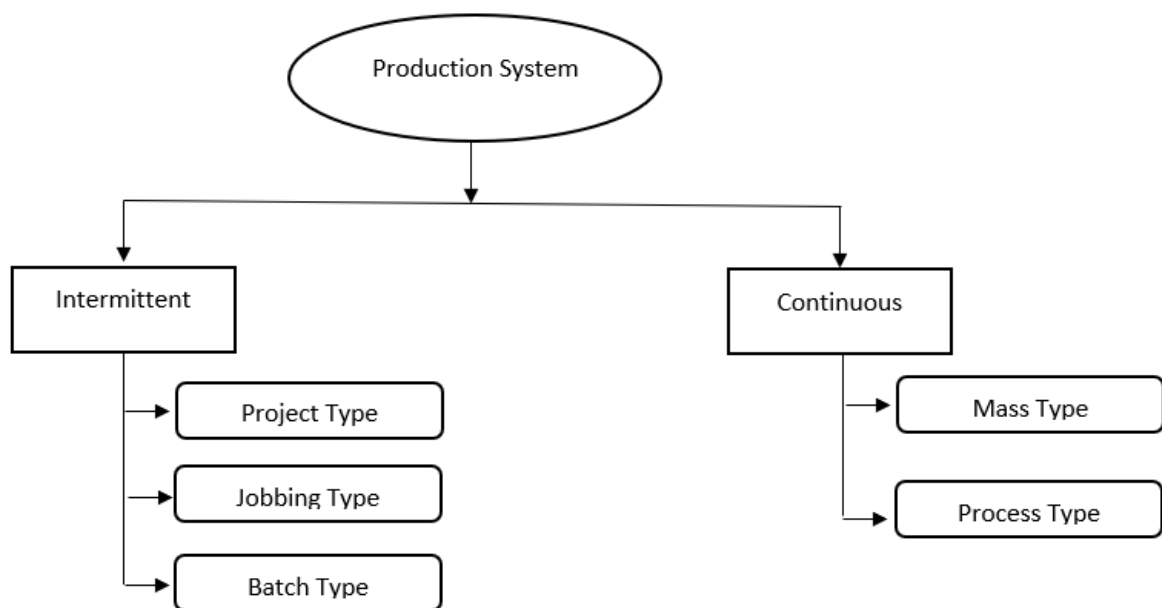 Production System
Intermittent
Continuous
Project Type
Mass Type
Jobbing Type
Process Type
Batch Type